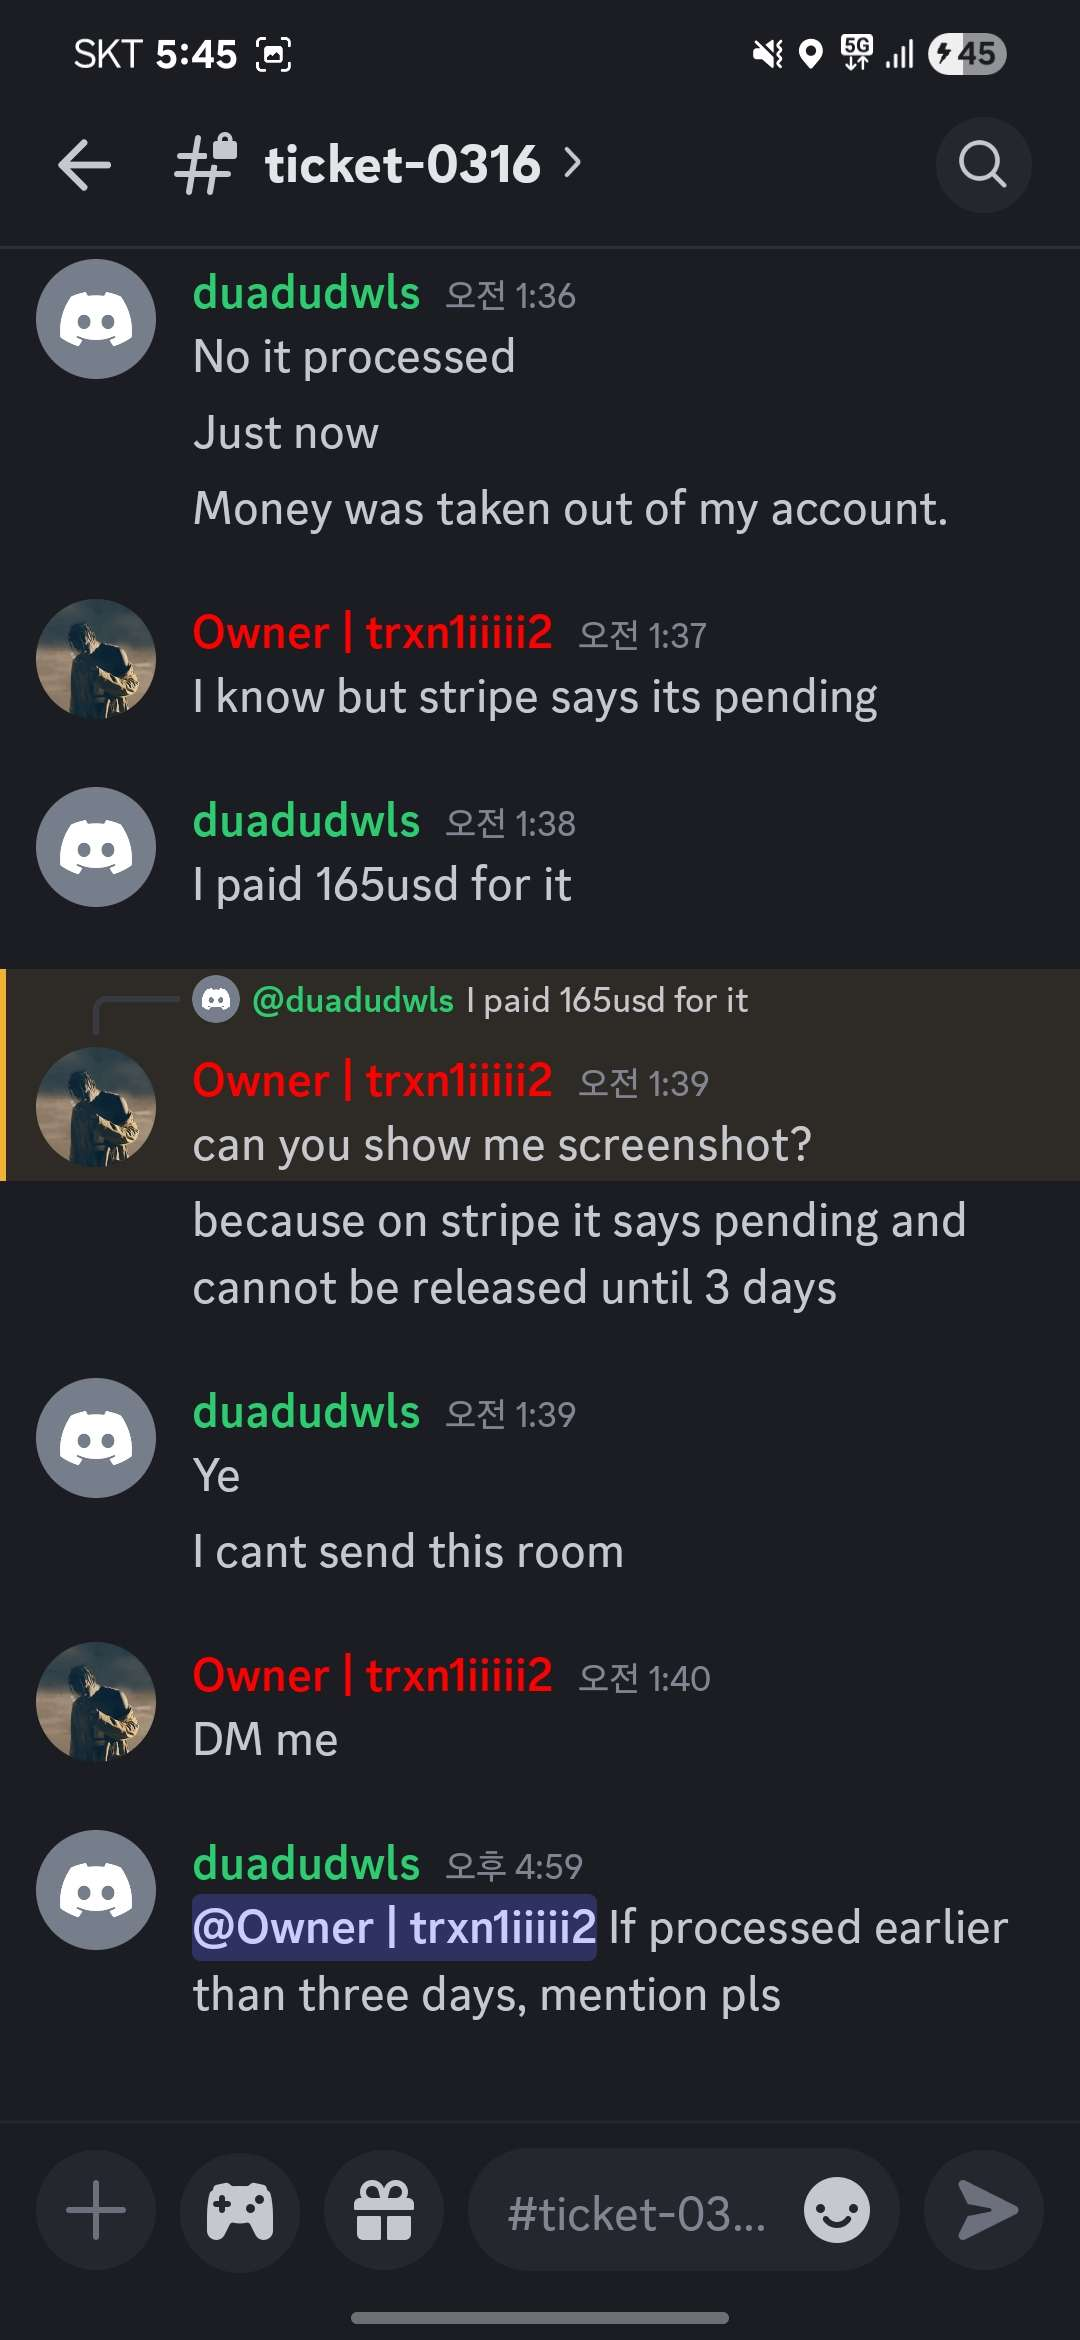 SKT 5:45
5G
45
ticket-0316
duadudwls 오전 1:36
No it processed
Just now
Money was taken out of my account.
Owner | trxn1iiiii2 오전 1:37
I know but stripe says its pending
duadudwls 오전 1:38
I paid 165usd for it
@duadudwls I paid 165usd for it
Owner | trxn1iiiii2 오전 1:39
can you show me screenshot?
because on stripe it says pending and
cannot be released until 3 days
duadudwls 오전 1:39
Ye
I cant send this room
Owner | trxn1iiiii2 오전 1:40
DM me
duadudwls 오후 4:59
@Owner | trxn1iiiii2 If processed earlier
than three days, mention pls
#ticket-03...